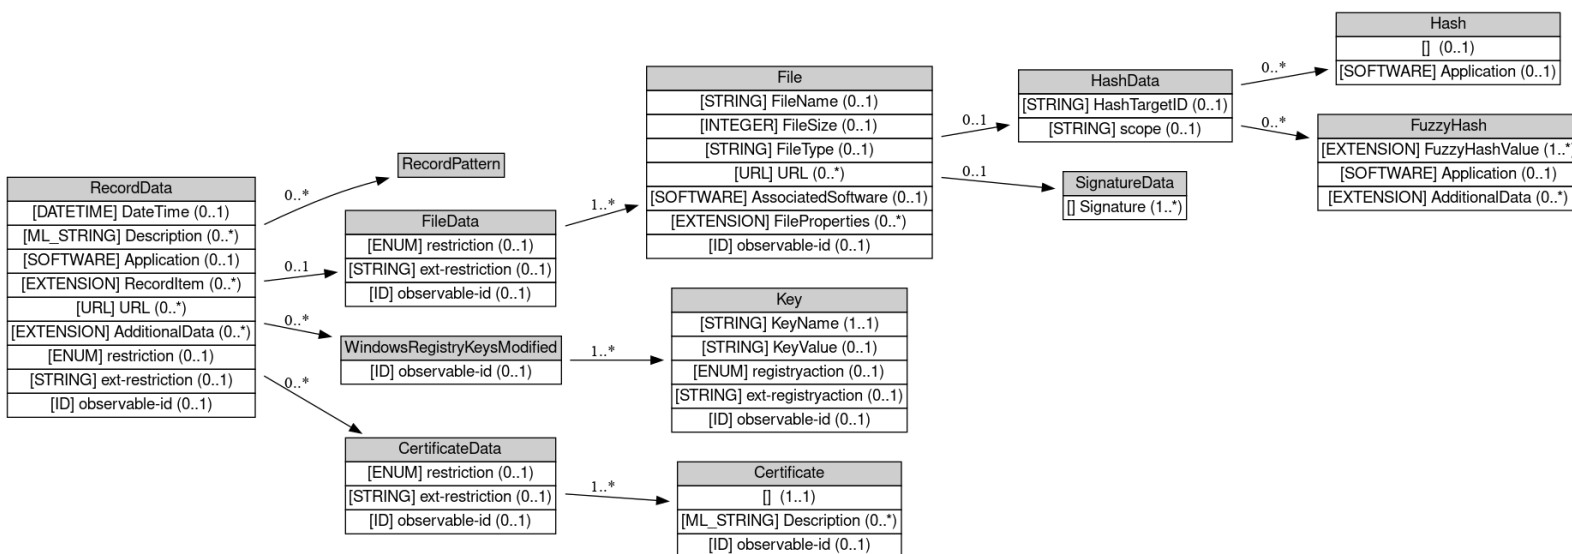 RecordData
[DATETIME] DateTime (0..1)
[ML_STRING] Description (0..*)
[SOFTWARE] Application (0..1)
[EXTENSION] RecordItem (0..*)
[URL] URL (0..*)
[EXTENSION] AdditionalData (0..*)
[ENUM] restriction (0..1)
[STRING] ext-restriction (0..1)
[ID] observable-id (0..1)
0..*
0..1
0..*
0..*
RecordPattern
FileData
[ENUM] restriction (0..1)
[STRING] ext-restriction (0..1)
[ID] observable-id (0..1)
1..*
WindowsRegistryKeysModified
[ID] observable-id (0..1)
1..*
CertificateData
[ENUM] restriction (0..1)
[STRING] ext-restriction (0..1)
[ID] observable-id (0..1)
1..*
File
[STRING] FileName (0..1)
[INTEGER] FileSize (0..1)
[STRING] FileType (0..1)
[URL] URL (0..*)
[SOFTWARE] AssociatedSoftware (0..1)
[EXTENSION] FileProperties (0..*)
[ID] observable-id (0..1)
0..1
0..1
Key
[STRING] KeyName (1..1)
[STRING] KeyValue (0..1)
[ENUM] registryaction (0..1)
[STRING] ext-registryaction (0..1)
[ID] observable-id (0..1)
Certificate
[] (1..1)
[ML_STRING] Description (0..*)
[ID] observable-id (0..1)
HashData
[STRING] HashTargetID (0..1)
[STRING] scope (0..1)
0..*
0..*
SignatureData
[] Signature (1..*)
Hash
[] (0..1)
[SOFTWARE] Application (0..1)
FuzzyHash
[EXTENSION] FuzzyHashValue (1..*)
[SOFTWARE] Application (0..1)
[EXTENSION] AdditionalData (0..*)